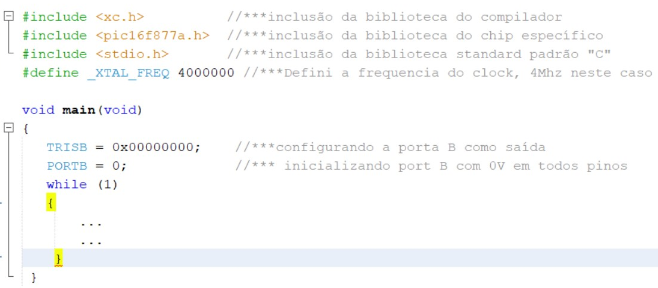 #include <xc.h> //***inclusão da biblioteca do compilador
#include <pic16f877a.h> //***inclusão da biblioteca do chip específico
#include <stdio.h> //***inclusão da biblioteca standard padrão "C"
#define _XTAL_FREQ 4000000 //***Defini a frequencia do clock, 4Mhz neste caso
void main(void)
{
TRISB = 0x00000000; //***configurando a porta B como saída
PORTB = 0; //*** inicializando port B com 0V em todos pinos
while (1)
{
...
...
}
}